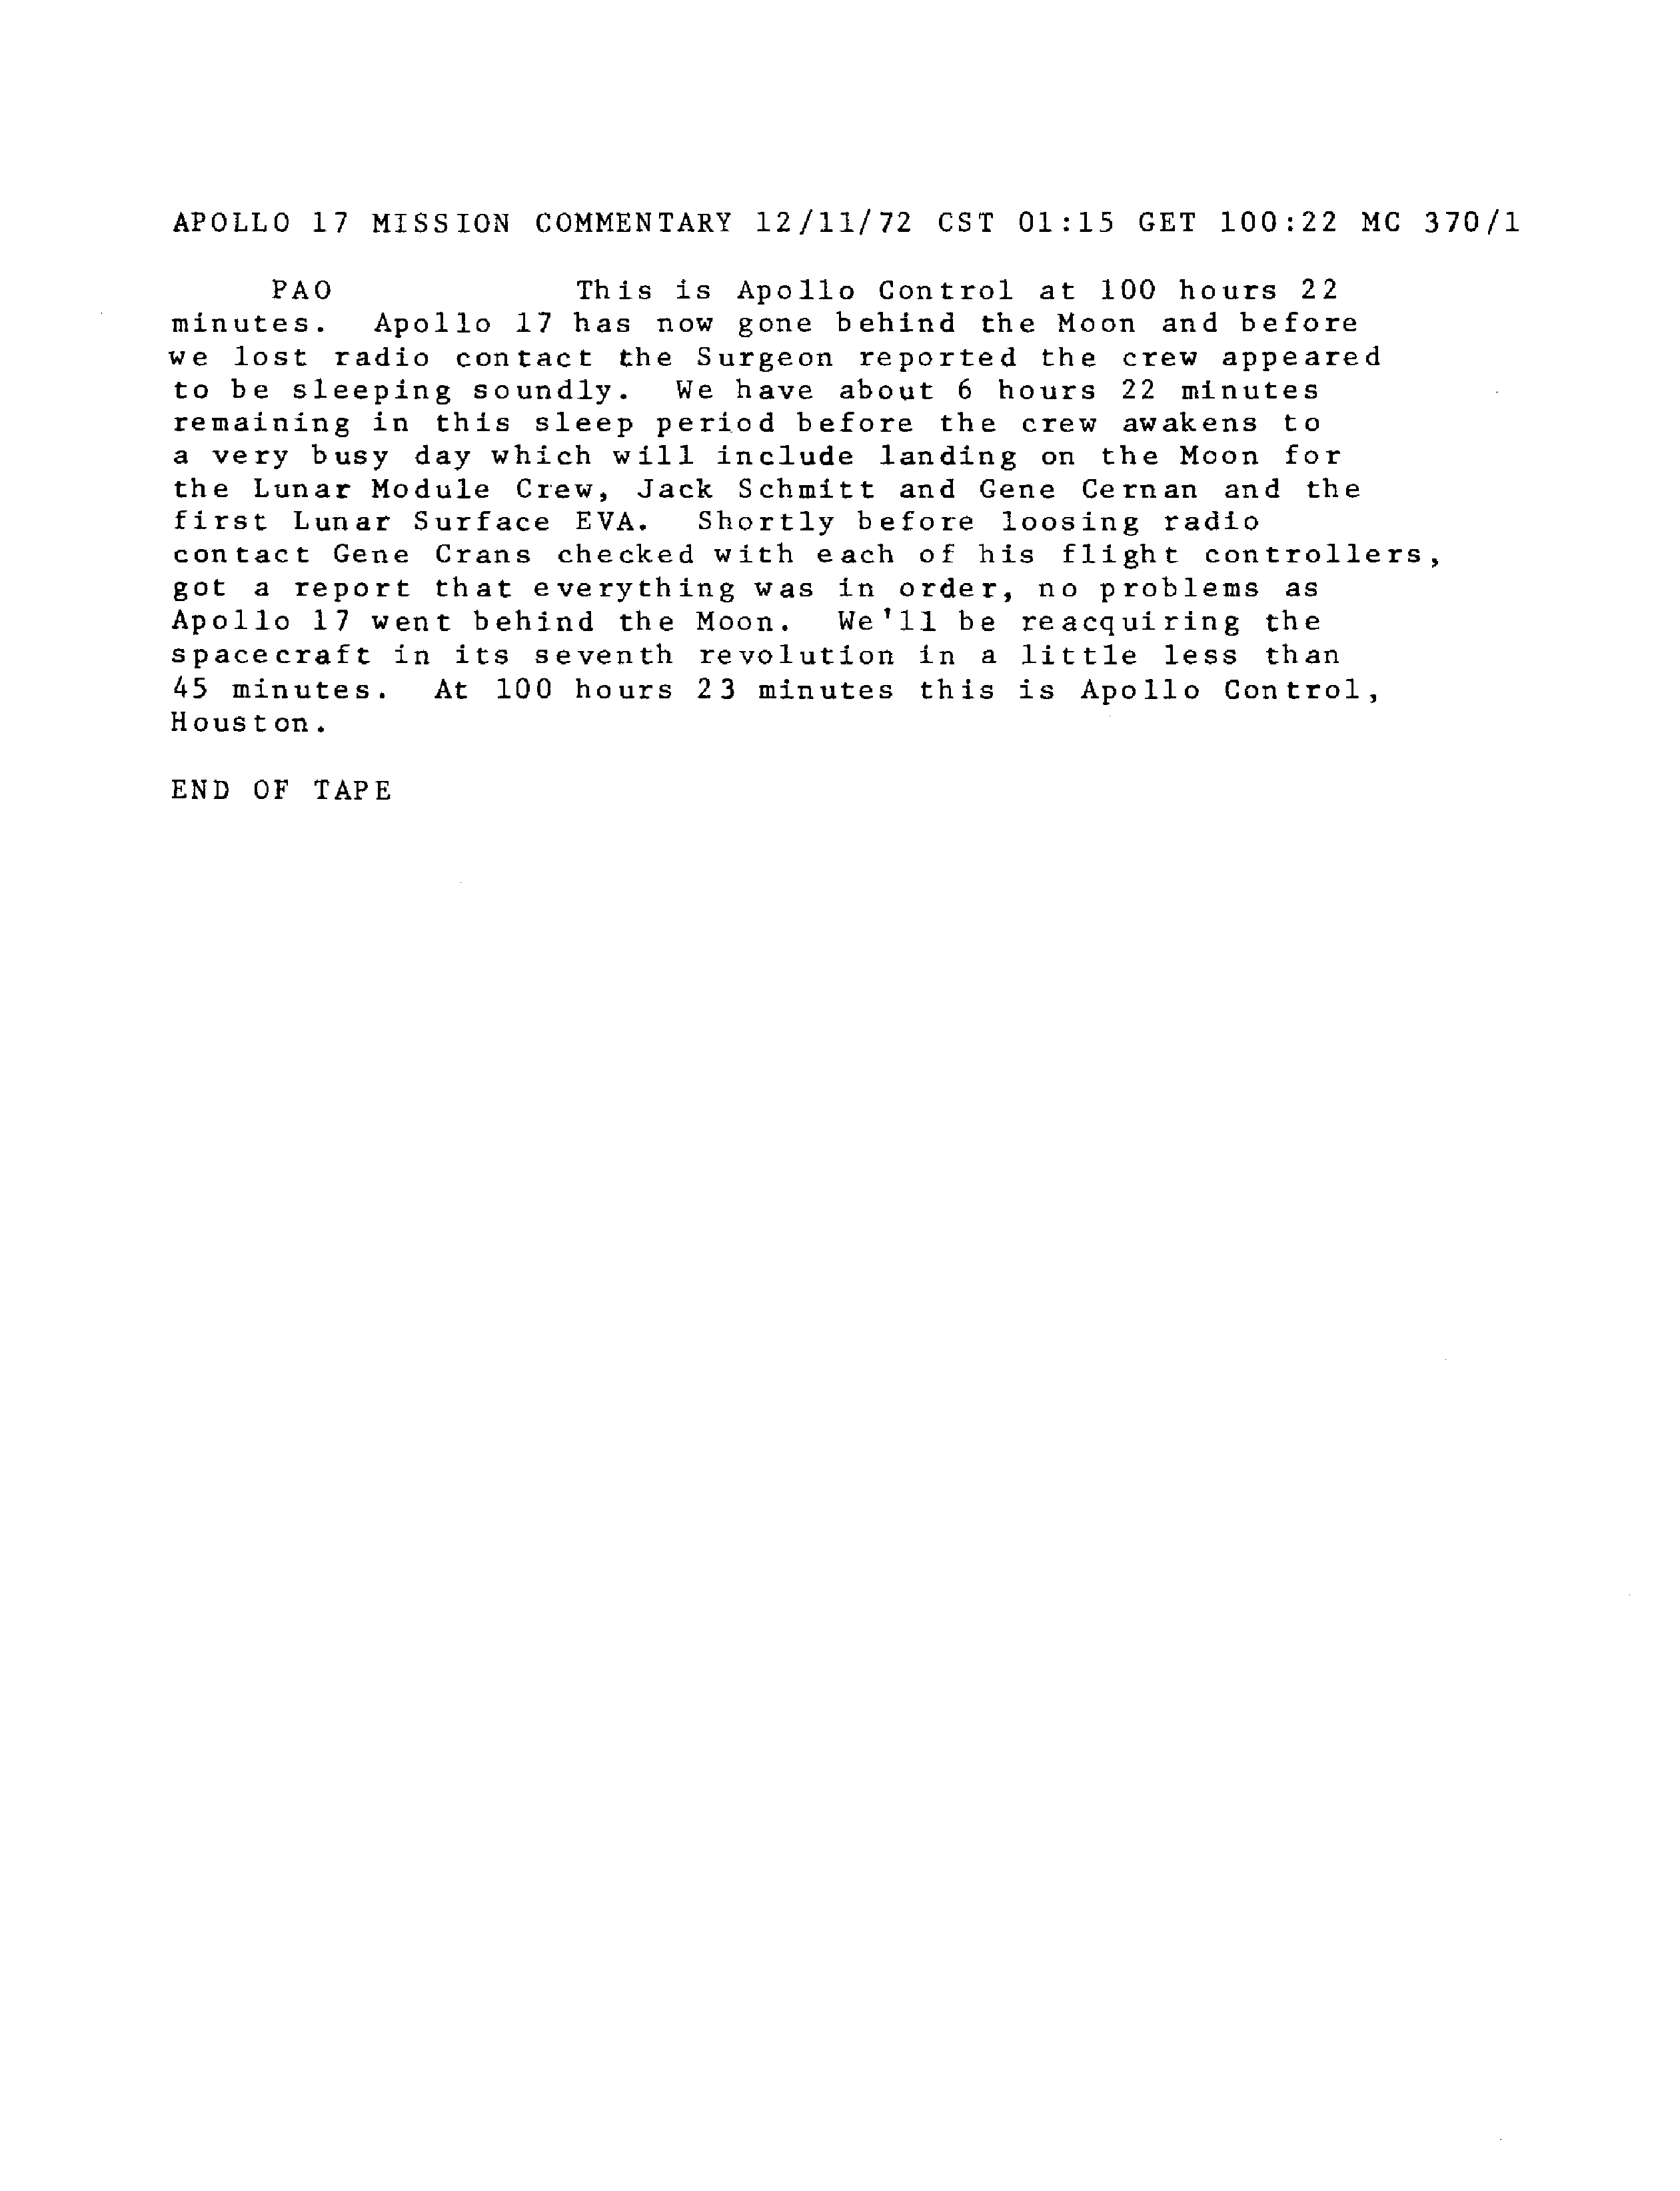 APOLLO 17 MISSION COMMENTARY 12/11/72 CST 01:15 GET 100:22 MC 370/1
PAO This is Apollo Control at 100 hours 22
minutes. Apollo 17 has now gone behind the Moon and before
we lost radio contact the Surgeon reported the crew appeared
to be sleeping soundly. We have about 6 hours 22 minutes
remaining in this sleep period before the crew awakens to
a very busy day which will include landing on the Moon for
the Lunar Module Crew, Jack Schmitt and Gene Cernan and the
first Lunar Surface EVA. Shortly before loosing radio
contact Gene Crans checked with each of his flight controllers,
got a report that everything was in order, no problems as
Apollo 17 went behind the Moon. We'll be reacquiring the
spacecraft in its seventh revolution in a little less than
45 minutes. At 100 hours 23 minutes this is Apollo Control,
Houston.
END OF TAPE